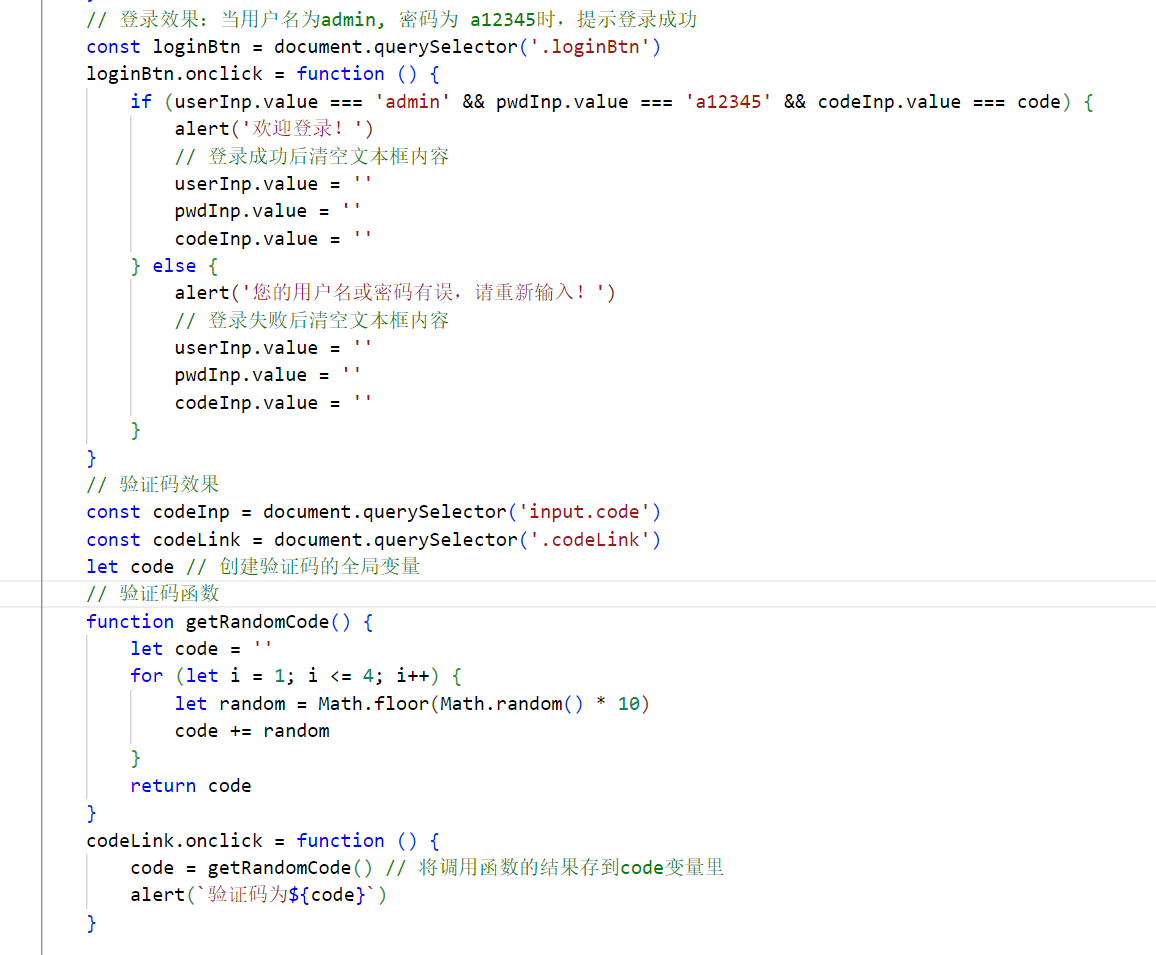 // 登录效果：当用户名为admin, 密码为 a12345时，提示登录成功
const loginBtn = document.querySelector('.loginBtn')
loginBtn.onclick = function () {
    if (userInp.value === 'admin' && pwdInp.value === 'a12345' && codeInp.value === code) {
        alert('欢迎登录！')
        // 登录成功后清空文本框内容
        userInp.value = ''
        pwdInp.value = ''
        codeInp.value = ''
    } else {
        alert('您的用户名或密码有误，请重新输入！')
        // 登录失败后清空文本框内容
        userInp.value = ''
        pwdInp.value = ''
        codeInp.value = ''
    }
}
// 验证码效果
const codeInp = document.querySelector('input.code')
const codeLink = document.querySelector('.codeLink')
let code // 创建验证码的全局变量
// 验证码函数
function getRandomCode() {
    let code = ''
    for (let i = 1; i <= 4; i++) {
        let random = Math.floor(Math.random() * 10)
        code += random
    }
    return code
}
codeLink.onclick = function () {
    code = getRandomCode() // 将调用函数的结果存到code变量里
    alert(`验证码为${code}`)
}